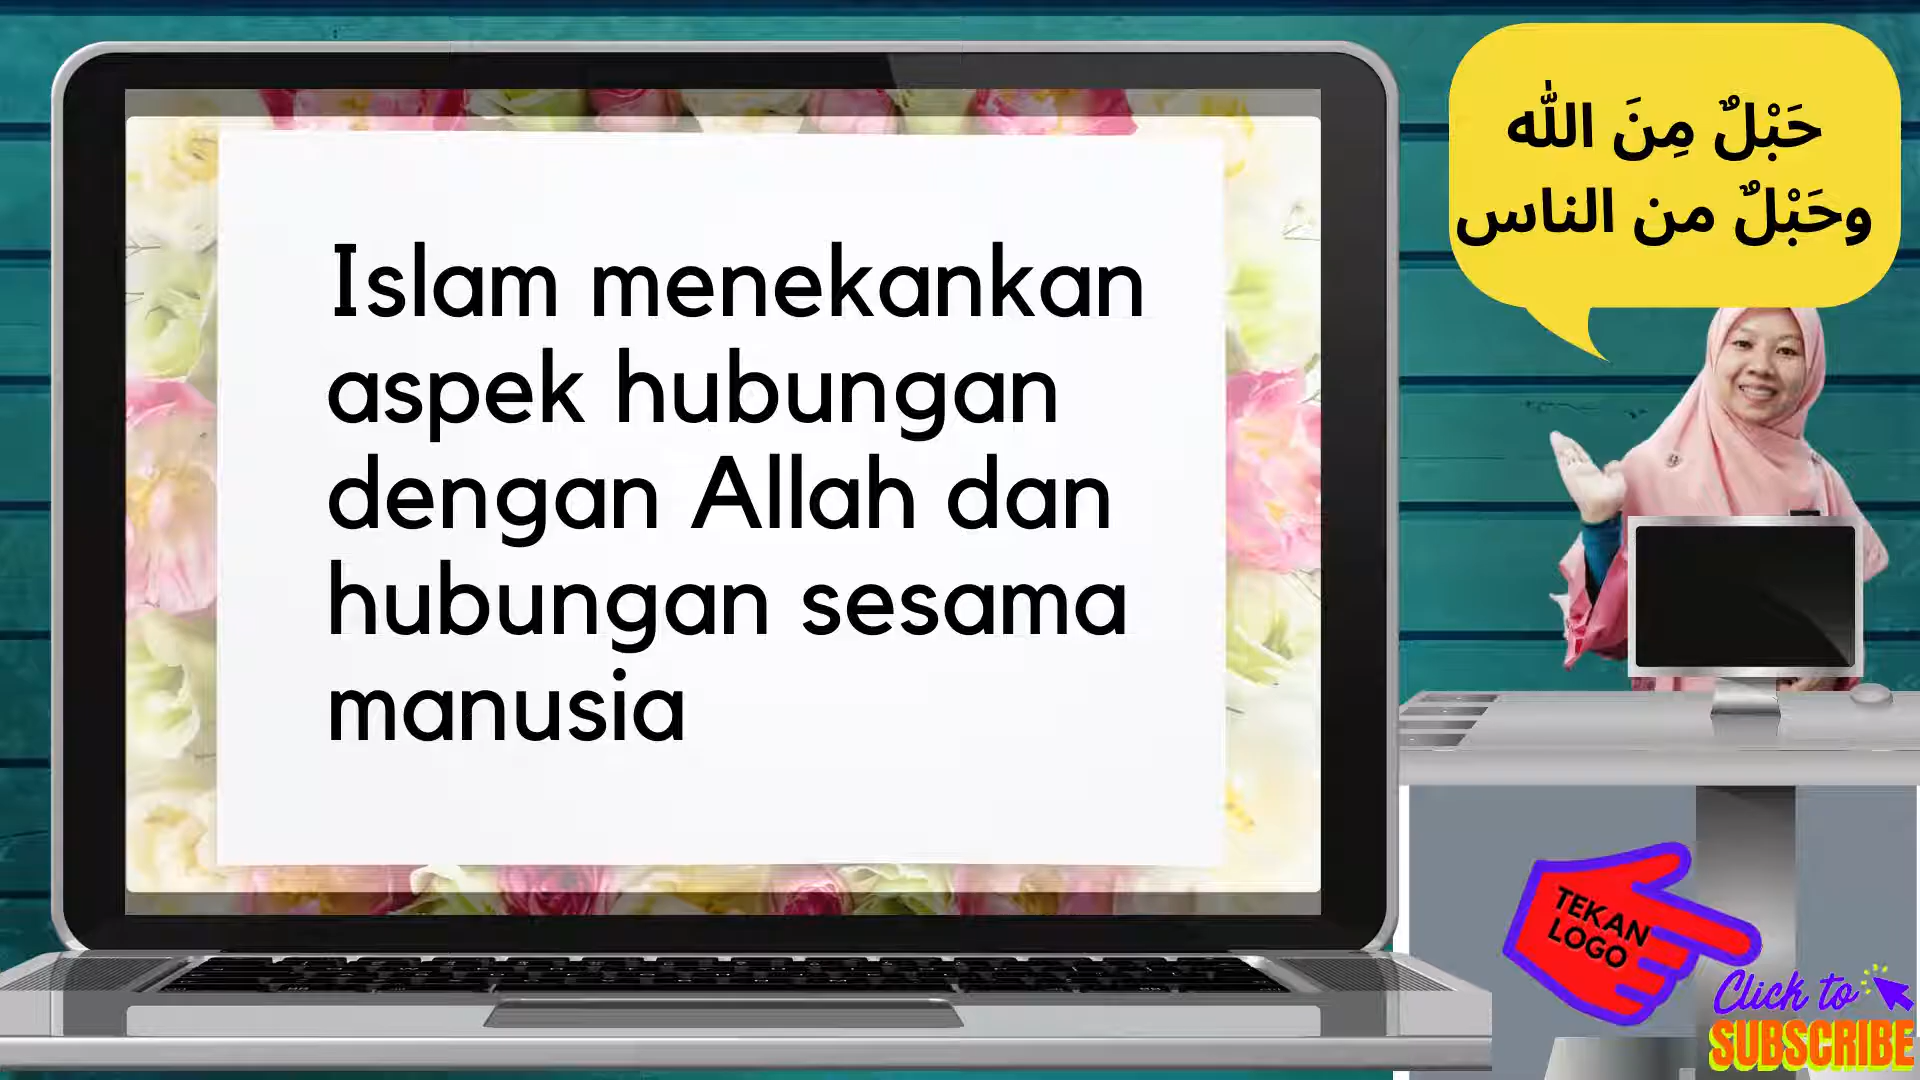 Islam menekankan
aspek hubungan
dengan Allah dan
hubungan sesama
manusia
حَبْلٌ مِنَ اللّٰه
وحَبْلٌ من الناس
TEKAN
LOGO
Click to
SUBSCRIBE